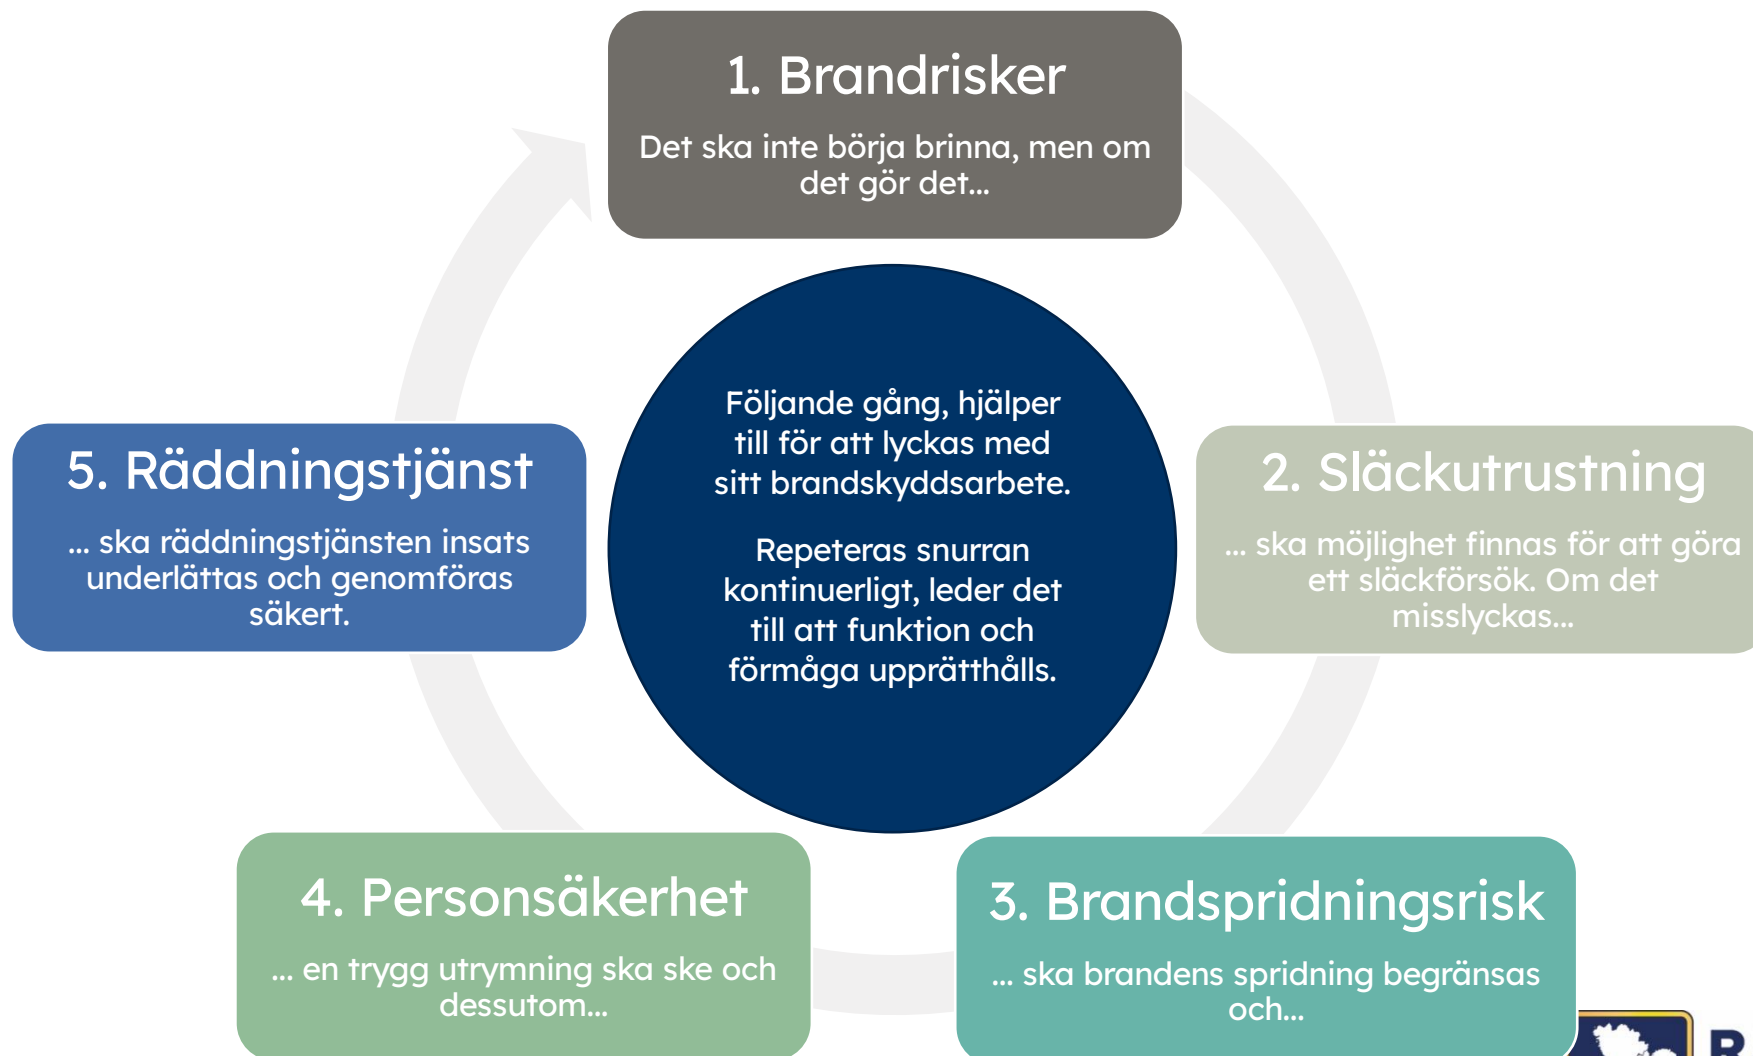 1. Brandrisker
Det ska inte börja brinna, men om
det gör det...
Följande gång, hjälper
till för att lyckas med
sitt brandskyddsarbete.
Repeteras snurran
kontinuerligt, leder det
till att funktion och
förmåga upprätthålls.
5. Räddningstjänst
... ska räddningstjänsten insats
underlättas och genomföras
säkert.
2. Släckutrustning
... ska möjlighet finnas för att göra
ett släckförsök. Om det
misslyckas...
4. Personsäkerhet
... en trygg utrymning ska ske och
dessutom...
3. Brandspridningsrisk
... ska brandens spridning begränsas
och...